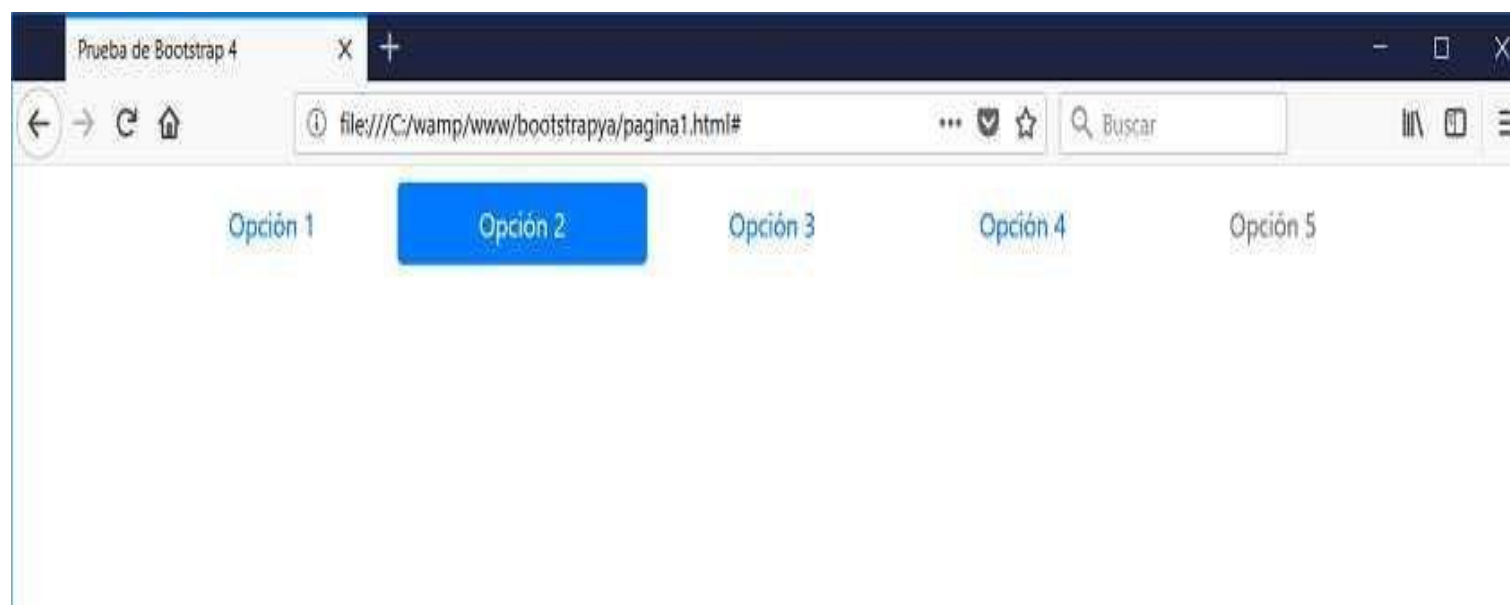 Prueba de Bootstrap 4
file:///C:/wamp/www/bootstrapya/pagina1.html#
Buscar
Opción 1 Opción 2 Opción 3 Opción 4 Opción 5